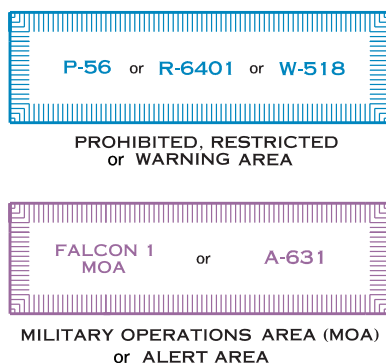 P-56 or R-6401 or W-518
PROHIBITED, RESTRICTED
or WARNING AREA
FALCON 1
MOA
or
A-631
MILITARY OPERATIONS AREA (MOA)
or ALERT AREA